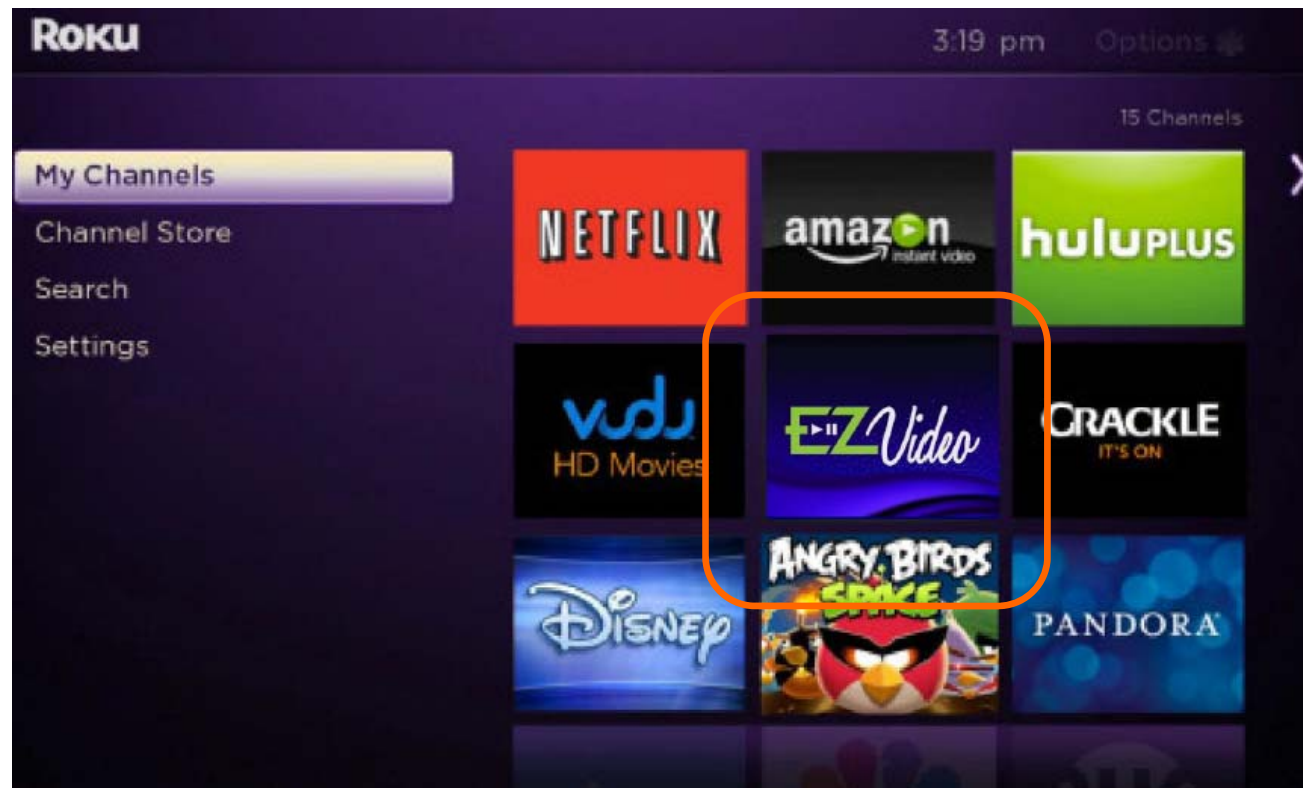 Roku
3:19 pm Options
15 Channels
My Channels
Channel Store
Search
Settings
NETFLIX
amazon
instant video
huluPLUS
vudu
HD Movies
EZ Video
CRACKLE
IT'S ON
Disney
ANGRY BIRDS
SPACE
PANDORA